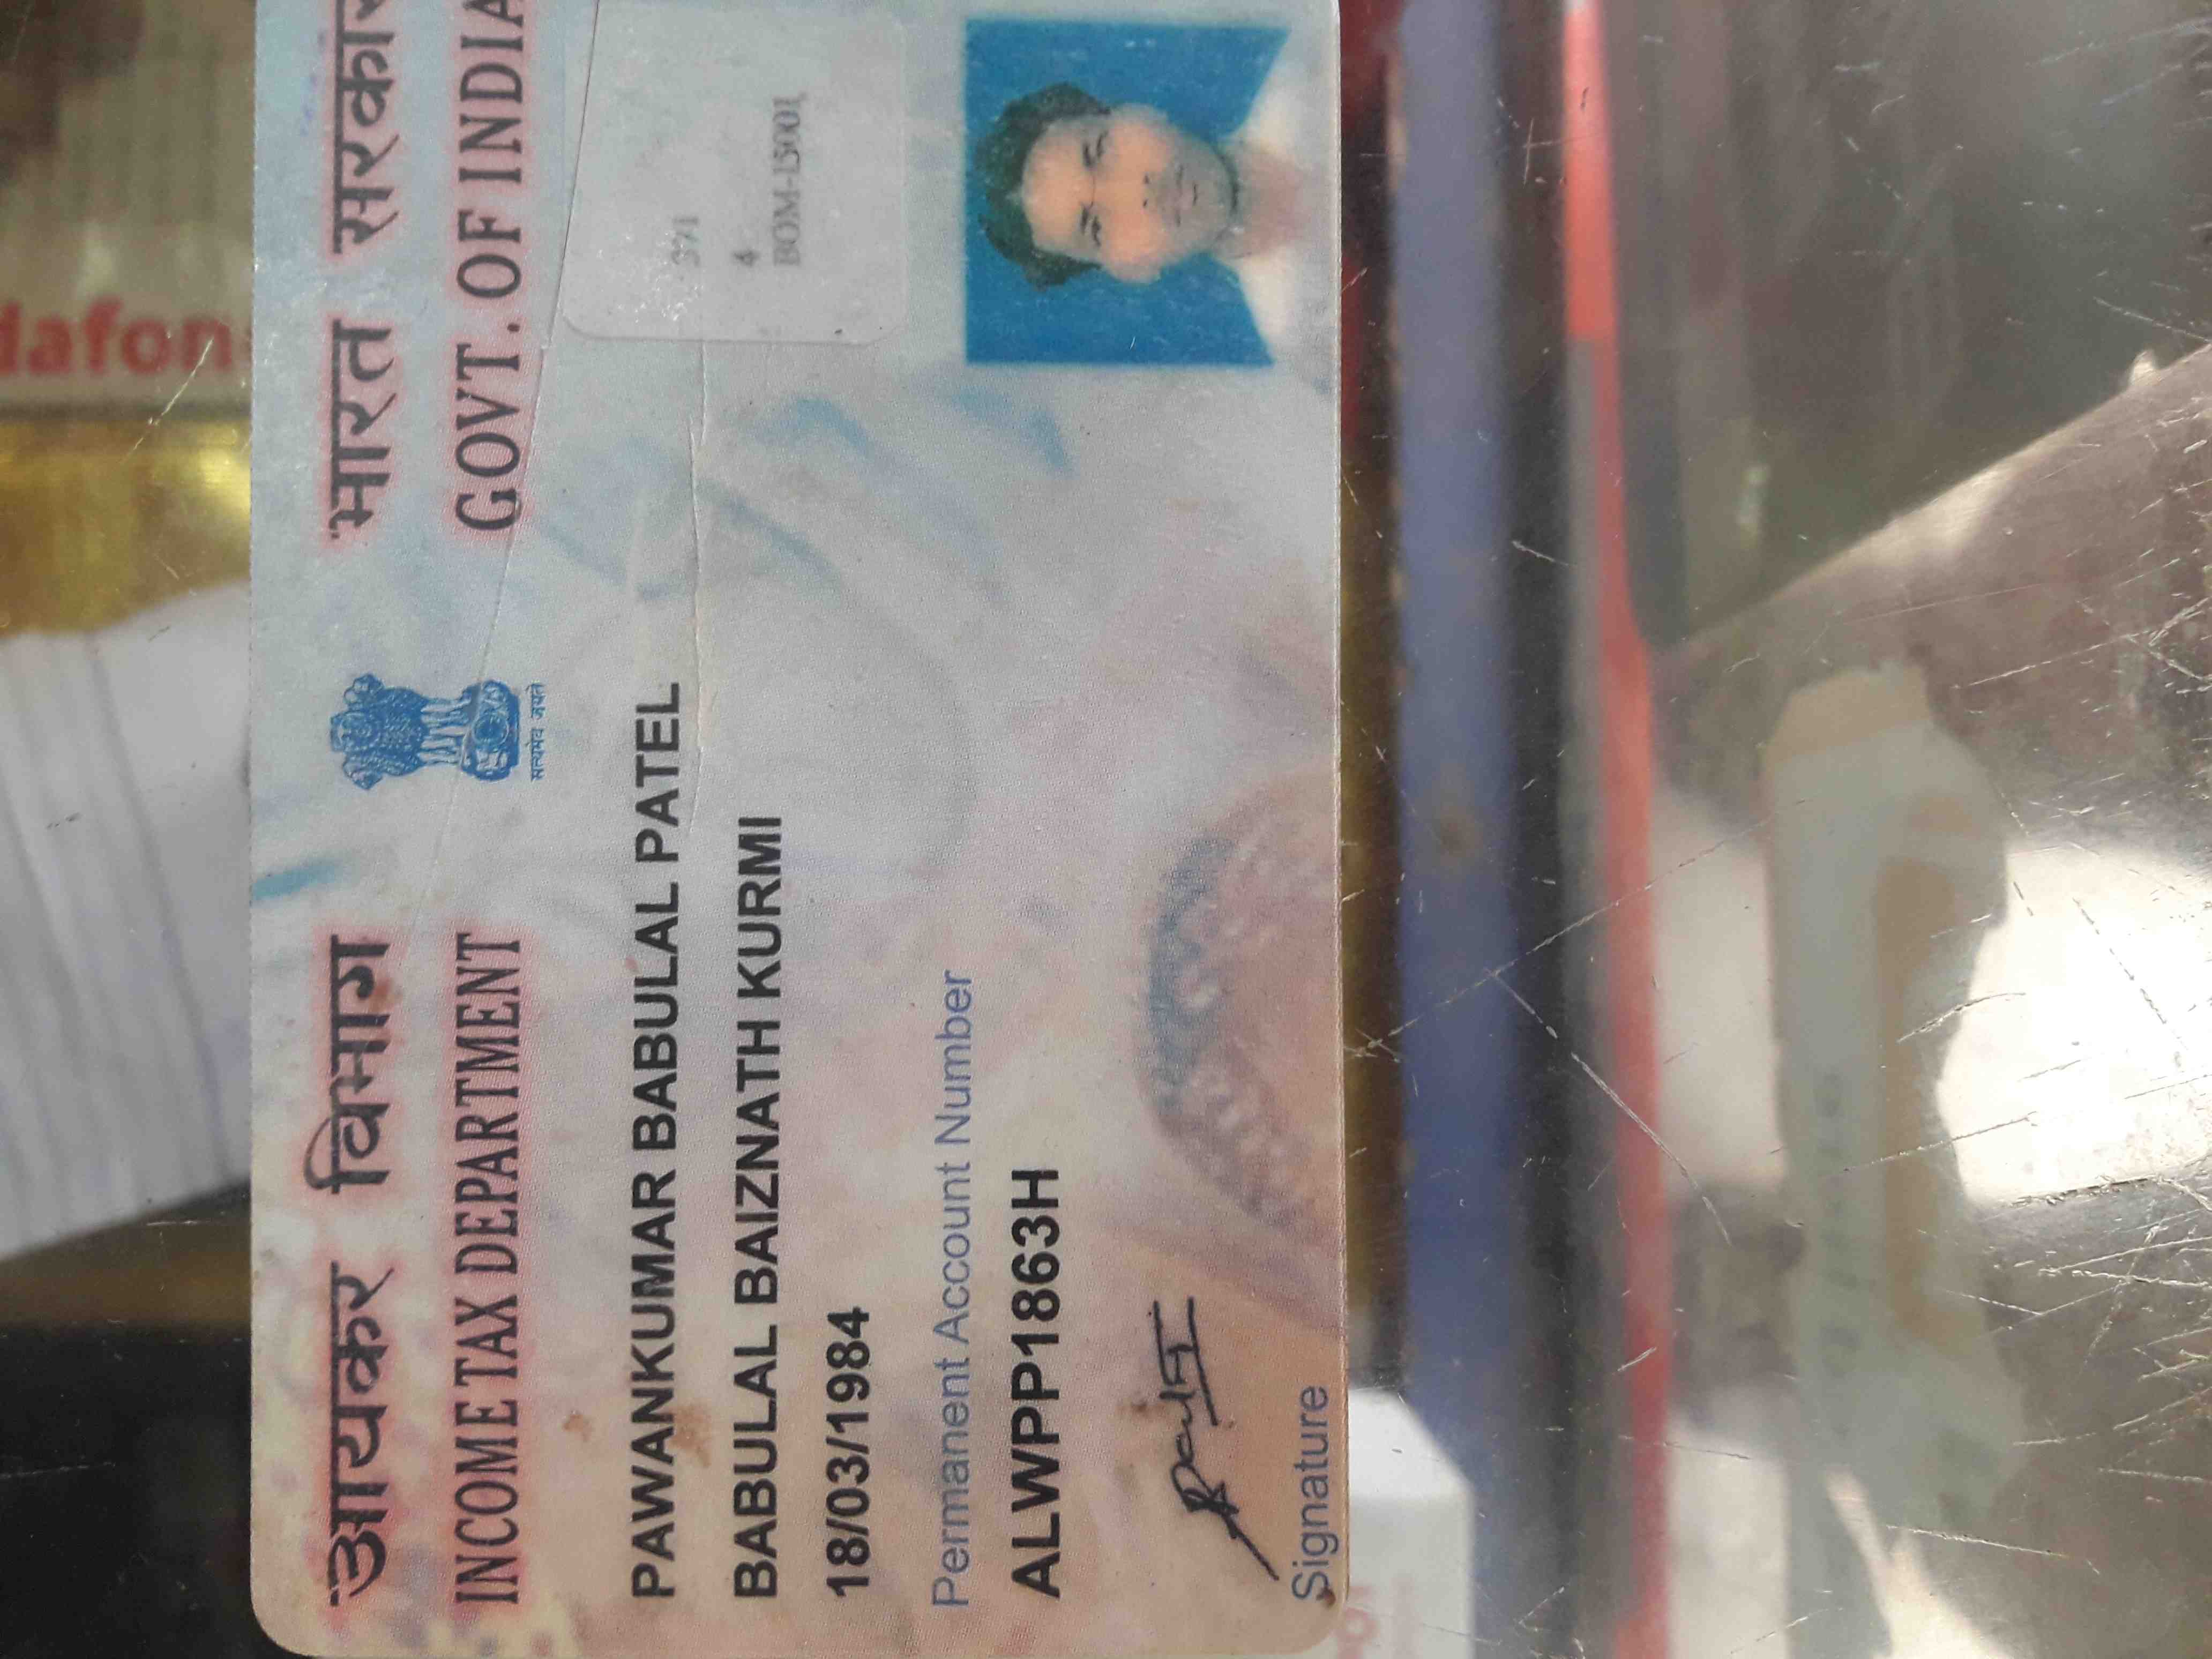 आयकर विभाग
INCOME TAX DEPARTMENT
सत्यमेव जयते
भारत सरकार
GOVT. OF INDIA
PAWANKUMAR BABULAL PATEL
BABULAL BAIZNATH KURMI
18/03/1984
Permanent Account Number
ALWPP1863H
Signature
371
4
BOM-15001
dafon